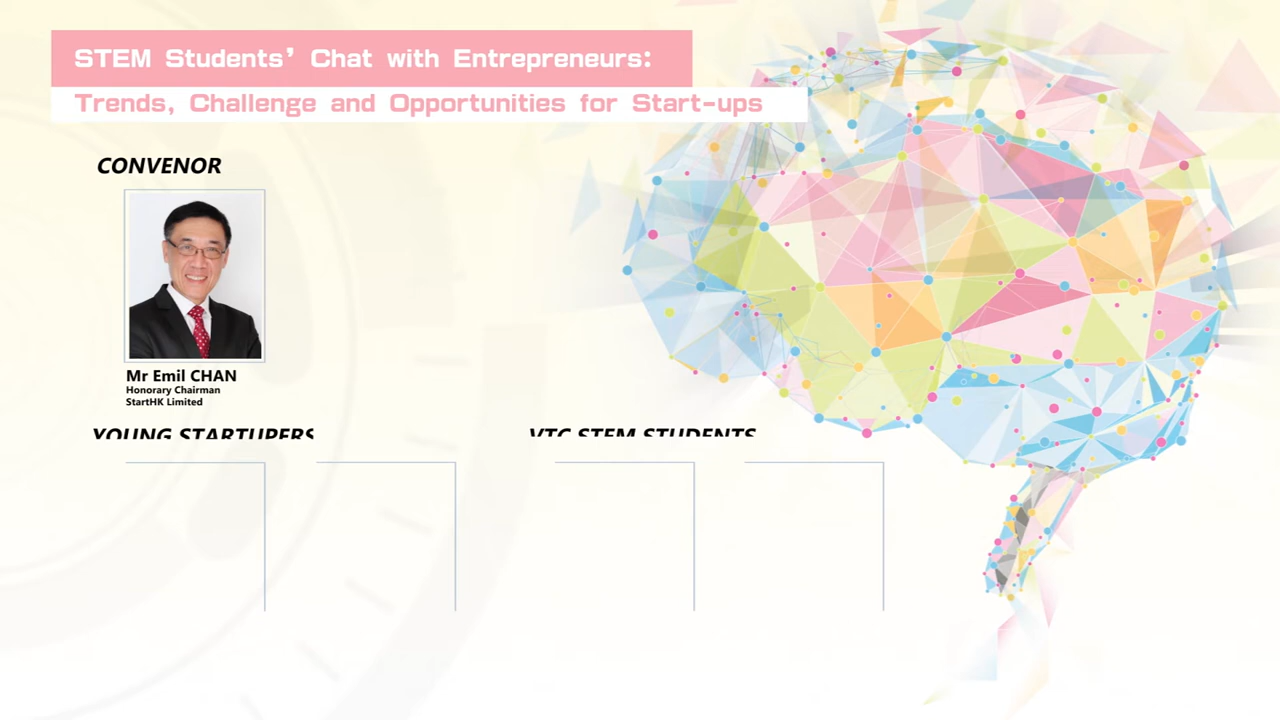 STEM Students’ Chat with Entrepreneurs:
Trends, Challenge and Opportunities for Start-ups
CONVENOR
Mr Emil CHAN
Honorary Chairman
StartHK Limited
YOUNG STARTUPERS
VTC STEM STUDENTS